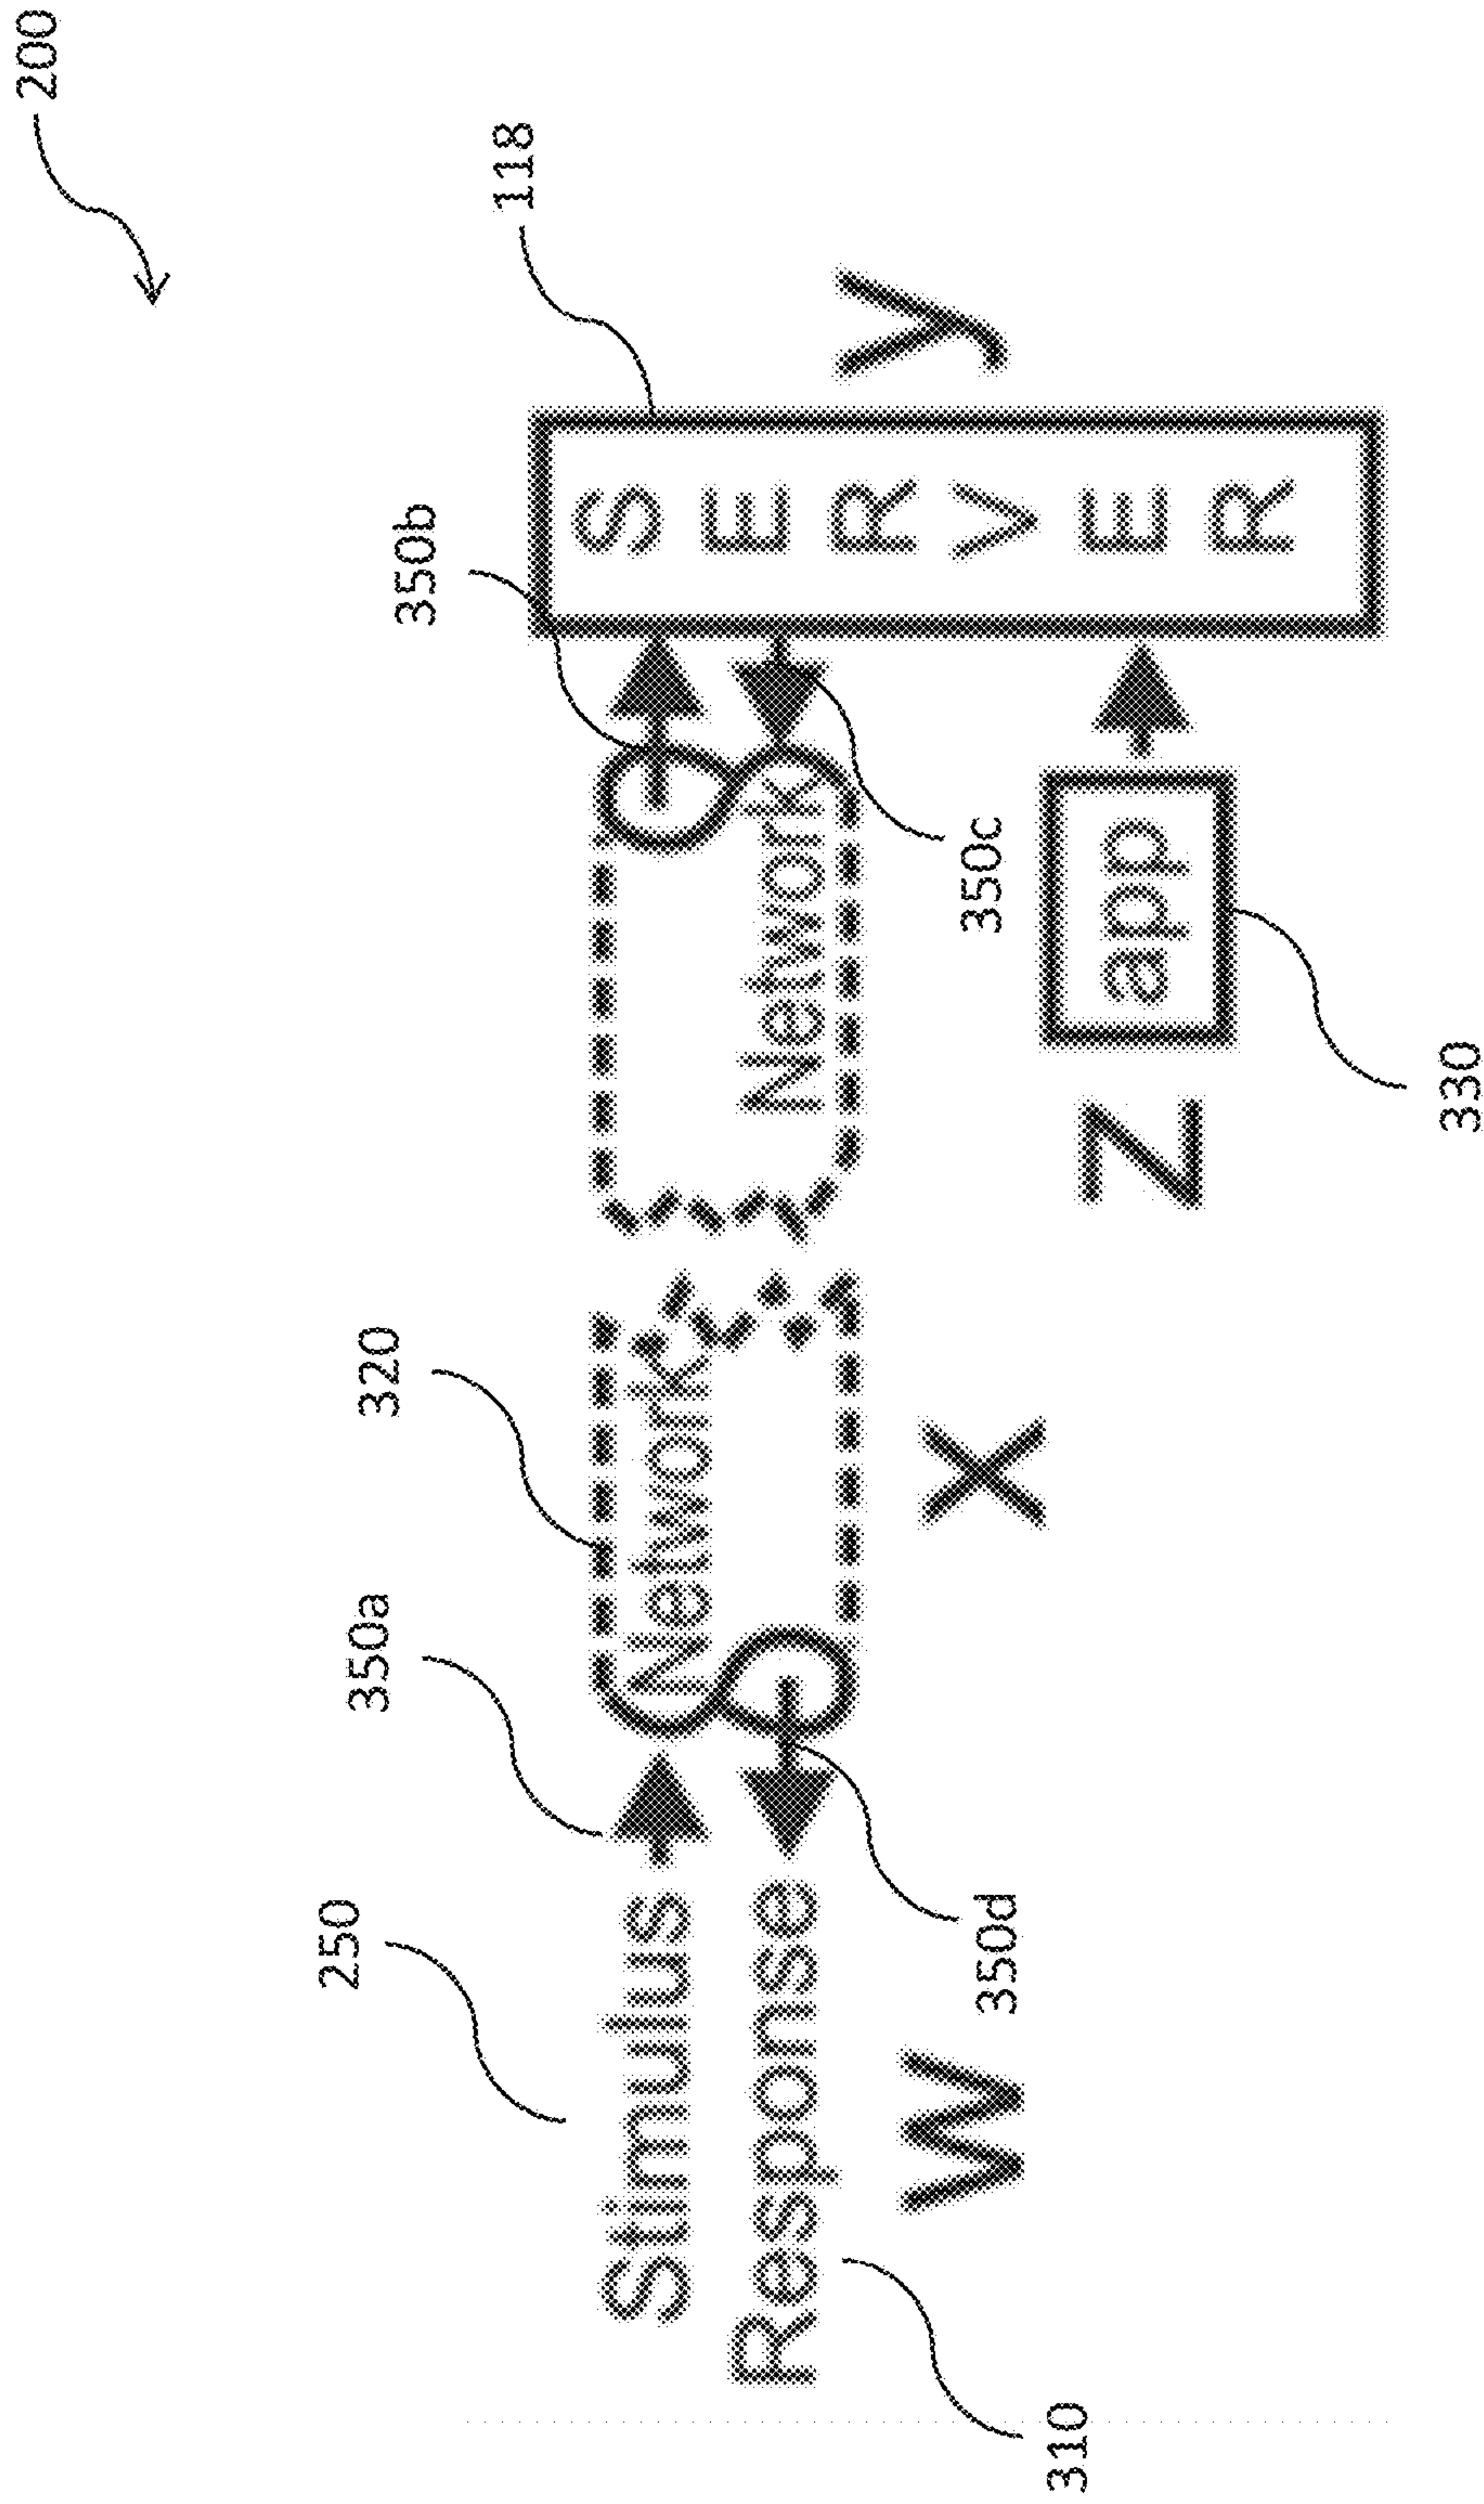 200
118
350b
320
350a
250
Stimulus
Network
Response
Network
SERVER
y
350c
350d
W
X
Z
app
310
330